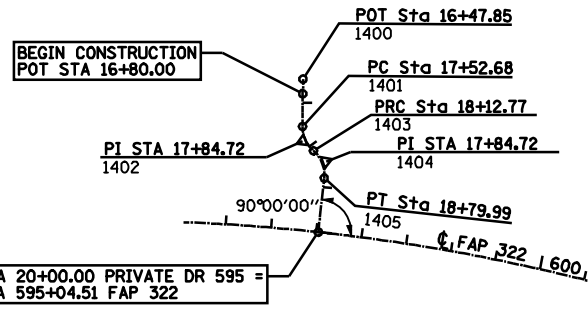 POT Sta 16+47.85
1400
BEGIN CONSTRUCTION
POT STA 16+80.00
PC Sta 17+52.68
1401
PRC Sta 18+12.77
1403
PI STA 17+84.72
1402
PI STA 17+84.72
1404
PT Sta 18+79.99
1405
90°00'00"
℄ FAP 322
600
A 20+00.00 PRIVATE DR 595 =
A 595+04.51 FAP 322